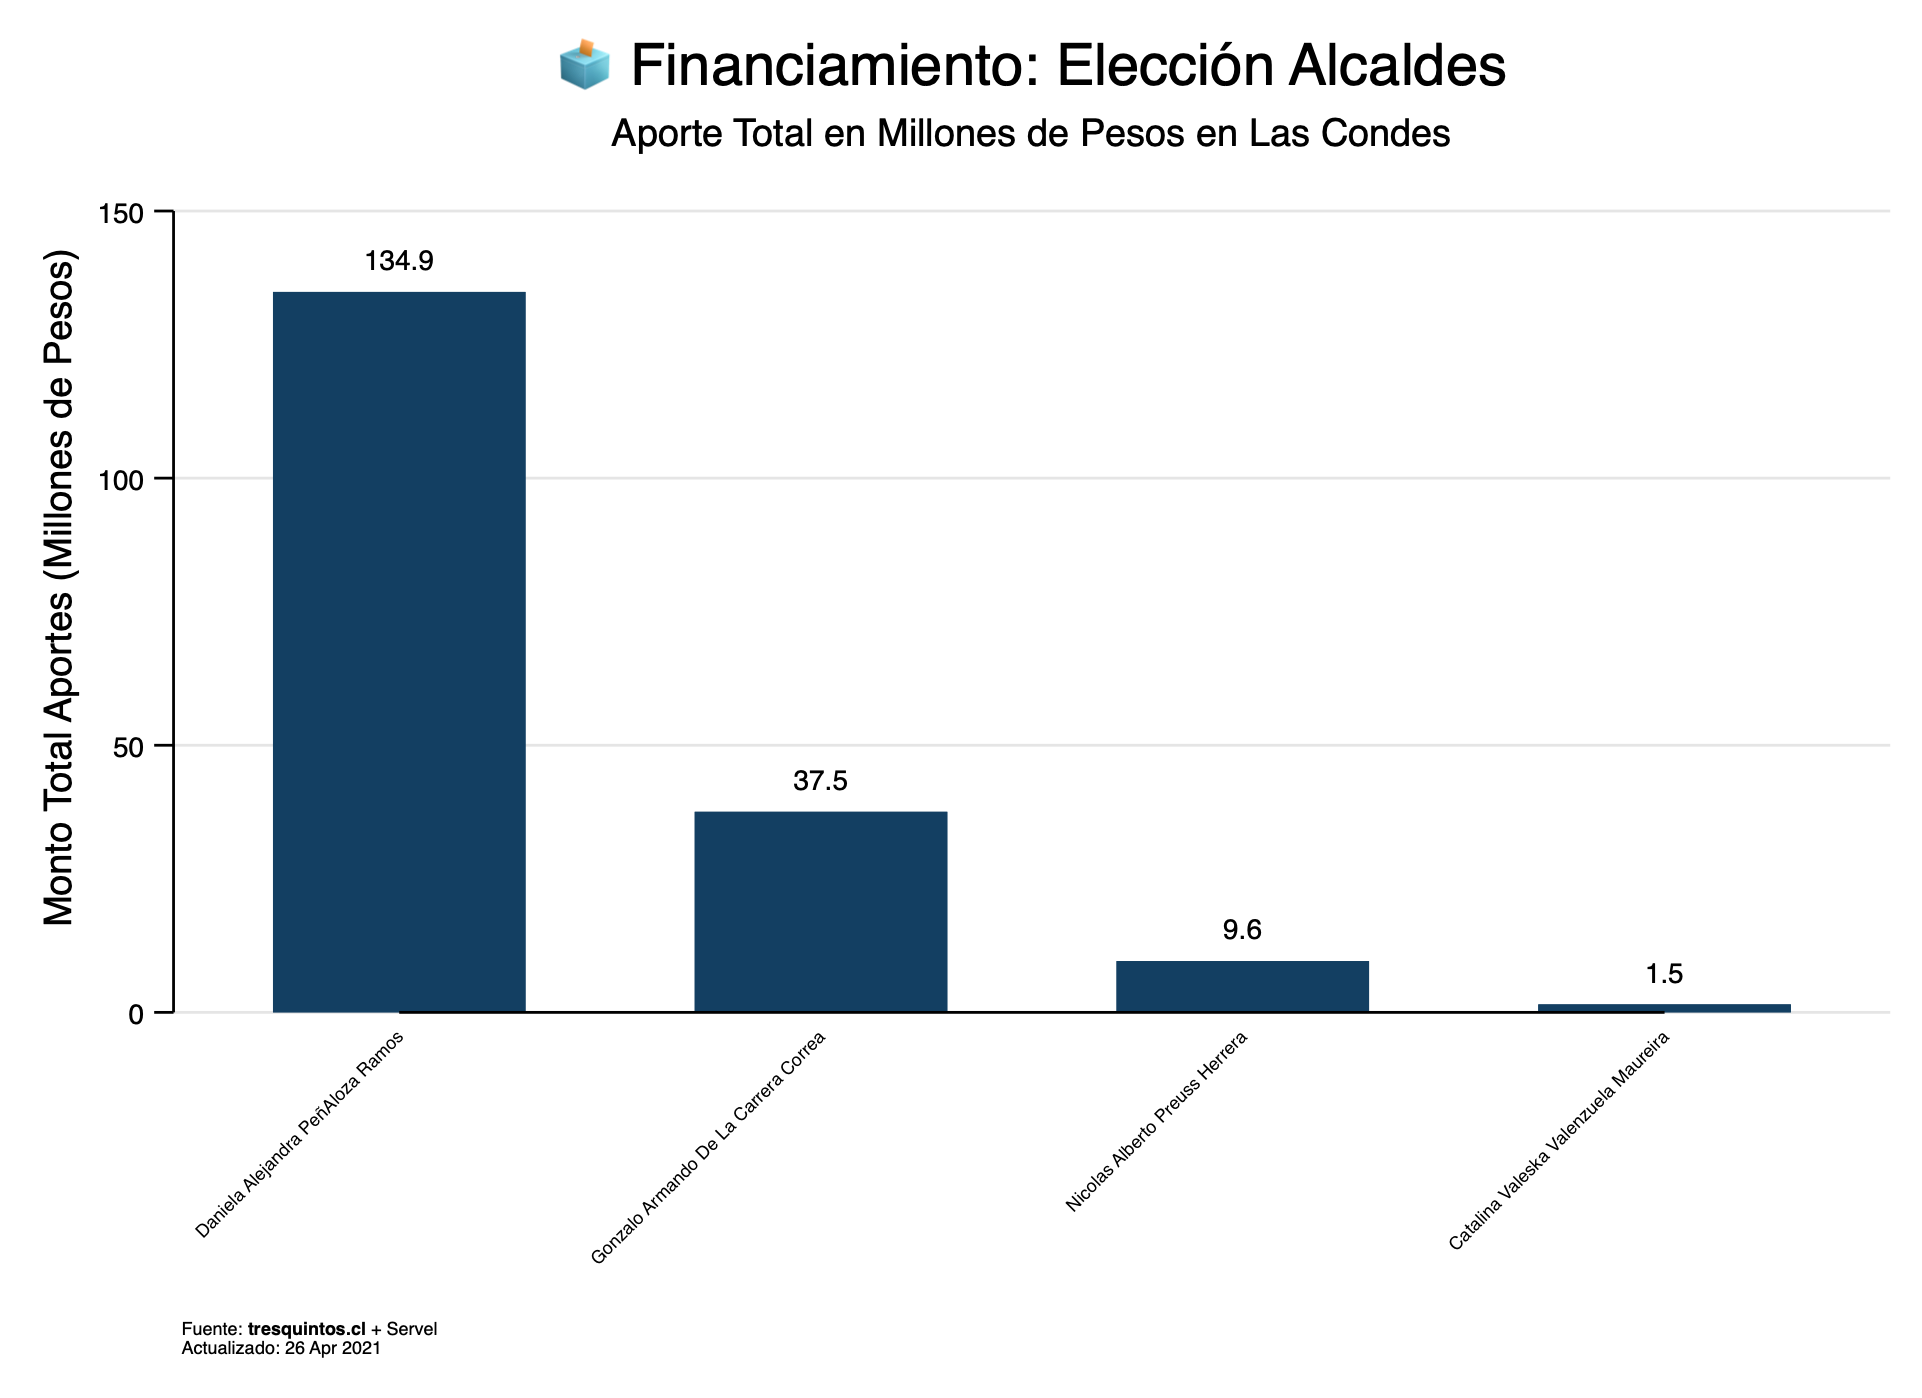 Financiamiento: Elección Alcaldes
Aporte Total en Millones de Pesos en Las Condes
Monto Total Aportes (Millones de Pesos)
150
100
50
0
134.9
37.5
9.6
1.5
Daniela Alejandra PeñAloza Ramos
Gonzalo Armando De La Carrera Correa
Nicolas Alberto Preuss Herrera
Catalina Valeska Valenzuela Maureira
Fuente: tresquintos.cl + Servel
Actualizado: 26 Apr 2021